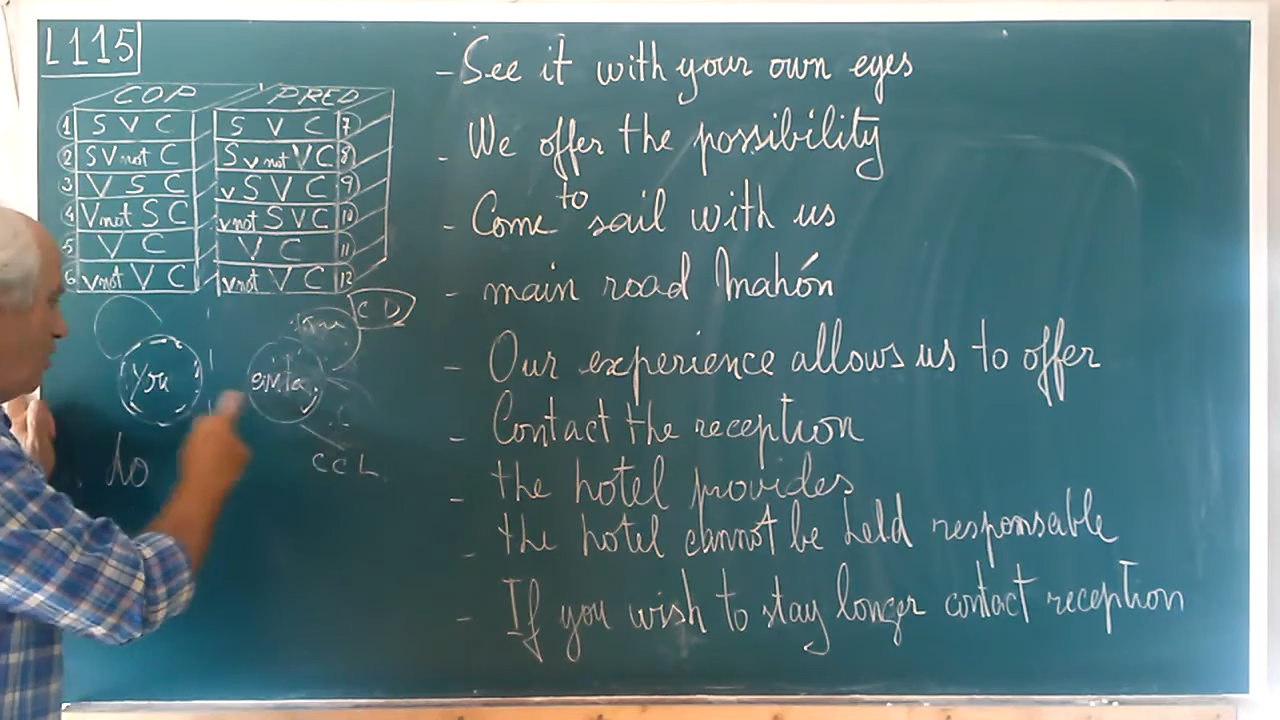 L115
COP PRED
1 S V C S V C 7
2 S V not C S v not V C 8
3 V S C v S V C 9
4 V not S C v not S V C 10
5 V C V C 11
6 v not V C v not V C 12
C D
You
do
C C L
- See it with your own eyes
- We offer the possibility
- Come to sail with us
- main road Mahón
- Our experience allows us to offer
- Contact the reception
- the hotel provides
- the hotel cannot be held responsable
- If you wish to stay longer contact reception